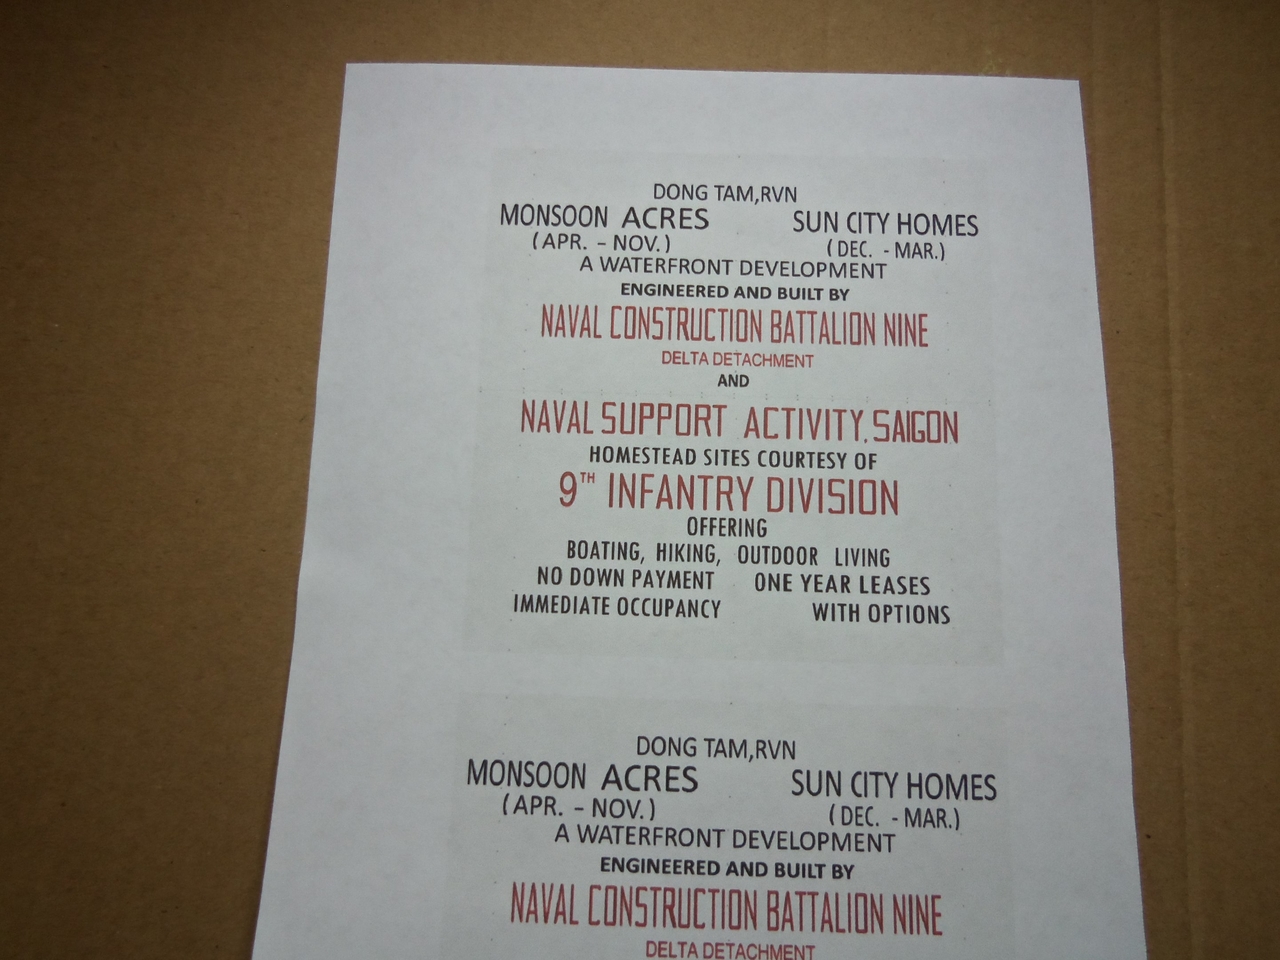 DONG TAM,RVN
MONSOON ACRES SUN CITY HOMES
(APR. - NOV.) (DEC. - MAR.)
A WATERFRONT DEVELOPMENT
ENGINEERED AND BUILT BY
NAVAL CONSTRUCTION BATTALION NINE
DELTA DETACHMENT
AND
NAVAL SUPPORT ACTIVITY, SAIGON
HOMESTEAD SITES COURTESY OF
9TH INFANTRY DIVISION
OFFERING
BOATING, HIKING, OUTDOOR LIVING
NO DOWN PAYMENT ONE YEAR LEASES
IMMEDIATE OCCUPANCY WITH OPTIONS
DONG TAM,RVN
MONSOON ACRES SUN CITY HOMES
(APR. - NOV.) (DEC. - MAR.)
A WATERFRONT DEVELOPMENT
ENGINEERED AND BUILT BY
NAVAL CONSTRUCTION BATTALION NINE
DELTA DETACHMENT